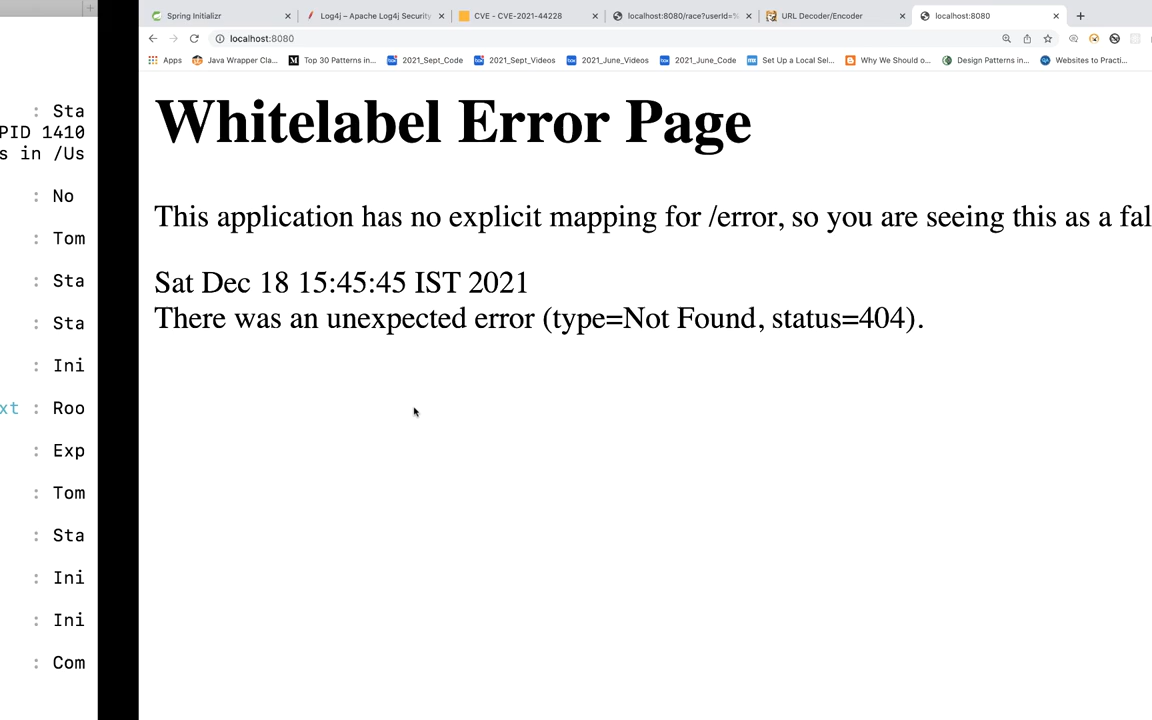 Spring Initializr
Log4j – Apache Log4j Security
CVE - CVE-2021-44228
localhost:8080/race?userId=%
URL Decoder/Encoder
localhost:8080
localhost:8080
Apps
Java Wrapper Cla...
Top 30 Patterns in...
2021_Sept_Code
2021_Sept_Videos
2021_June_Videos
2021_June_Code
Set Up a Local Sel...
Why We Should o...
Design Patterns in...
Websites to Practi...
: Sta
PID 1410
s in /Us
: No
: Tom
: Sta
: Sta
: Ini
xt : Roo
: Exp
: Tom
: Sta
: Ini
: Ini
: Com
Whitelabel Error Page
This application has no explicit mapping for /error, so you are seeing this as a fal
Sat Dec 18 15:45:45 IST 2021
There was an unexpected error (type=Not Found, status=404).